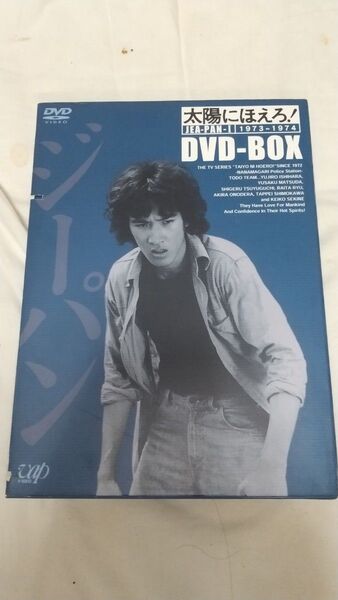 DVD
VIDEO
太陽にほえろ!
JEA-PAN-I 1973-1974
DVD-BOX
THE TV SERIES "TAIYO NI HOERO!" SINCE 1972
-NANAMAGARI Police Station-
TODO TEAM...YUJIRO ISHIHARA,
YUSAKU MATSUDA,
SHIGERU TSUYUGUCHI, RAITA RYU,
AKIRA ONODERA, TAPPEI SHIMOKAWA
and KEIKO SEKINE
They Have Love For Mankind
And Confidence in Their Hot Spirits!
ジーパン
vap